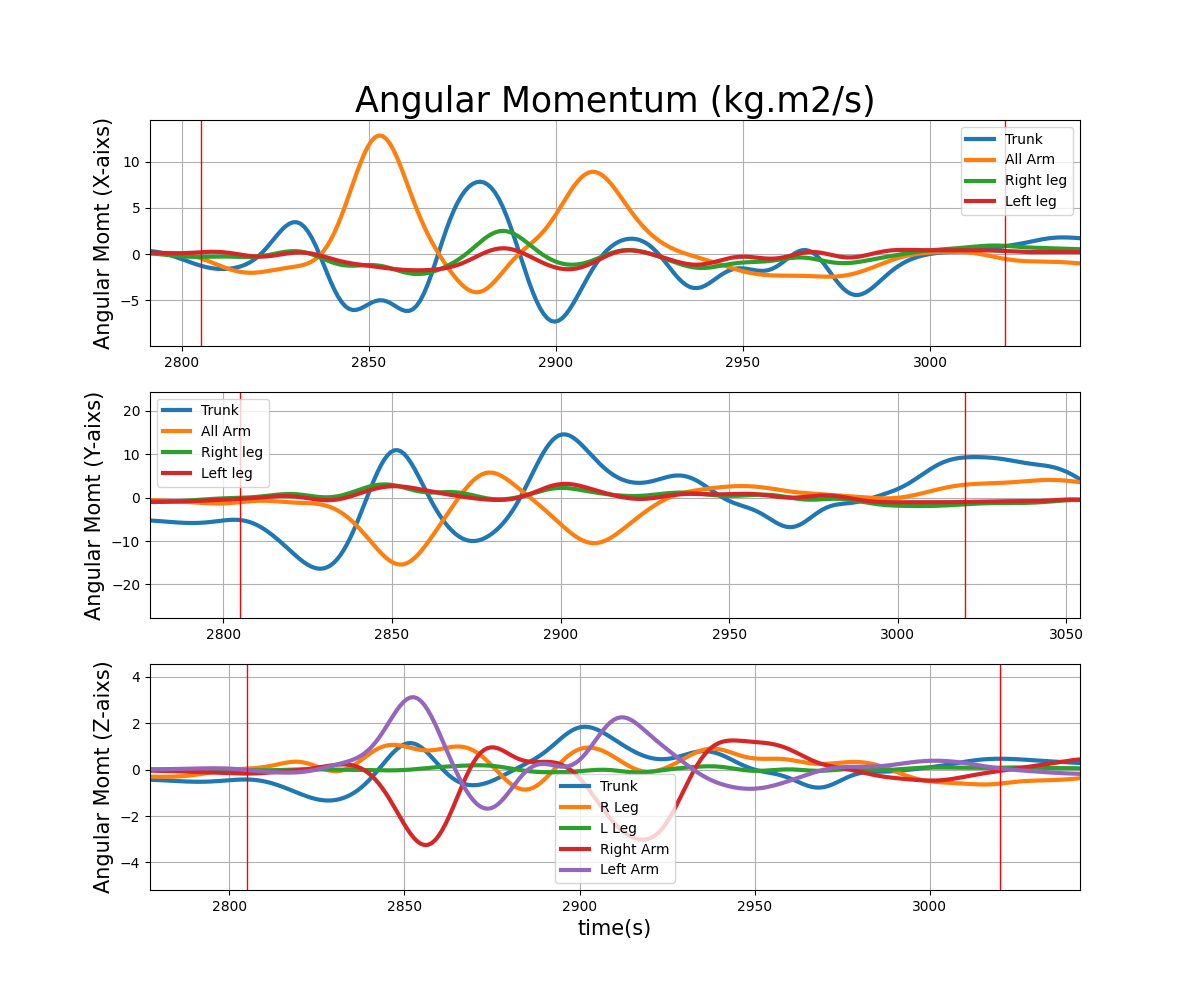 Angular Momentum (kg.m2/s)
Angular Momt (X-aixs)
10
5
0
−5
Trunk
All Arm
Right leg
Left leg
2800 2850 2900 2950 3000
Angular Momt (Y-aixs)
20
10
0
−10
−20
Trunk
All Arm
Right leg
Left leg
2800 2850 2900 2950 3000 3050
Angular Momt (Z-aixs)
4
2
0
−2
−4
Trunk
R Leg
L Leg
Right Arm
Left Arm
2800 2850 2900 2950 3000
time(s)